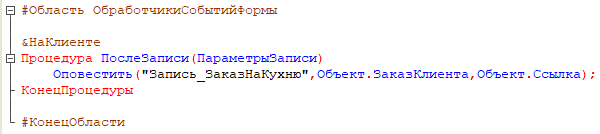 #Область ОбработчикиСобытийФормы
&НаКлиенте
Процедура ПослеЗаписи(ПараметрыЗаписи)
Оповестить("Запись_ЗаказНаКухню",Объект.ЗаказКлиента,Объект.Ссылка);
КонецПроцедуры
#КонецОбласти